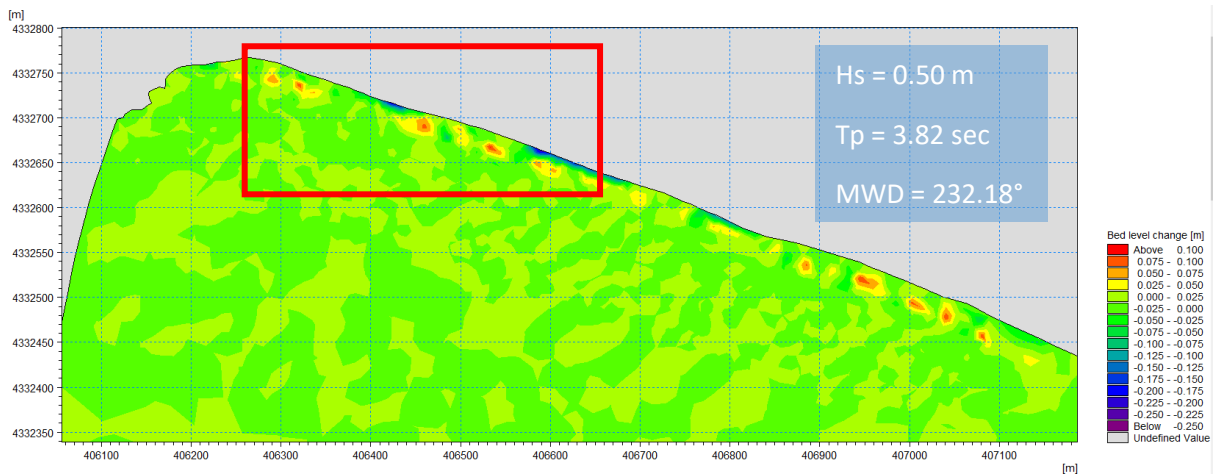 [m]
4332800
4332750
4332700
4332650
4332600
4332550
4332500
4332450
4332400
4332350
Hs = 0.50 m
Tp = 3.82 sec
MWD = 232.18°
Bed level change [m]
Above 0.100
0.075 - 0.100
0.050 - 0.075
0.025 - 0.050
0.000 - 0.025
-0.025 - 0.000
-0.050 - -0.025
-0.075 - -0.050
-0.100 - -0.075
-0.125 - -0.100
-0.150 - -0.125
-0.175 - -0.150
-0.200 - -0.175
-0.225 - -0.200
-0.250 - -0.225
Below -0.250
Undefined Value
406100 406200 406300 406400 406500 406600 406700 406800 406900 407000 407100
[m]